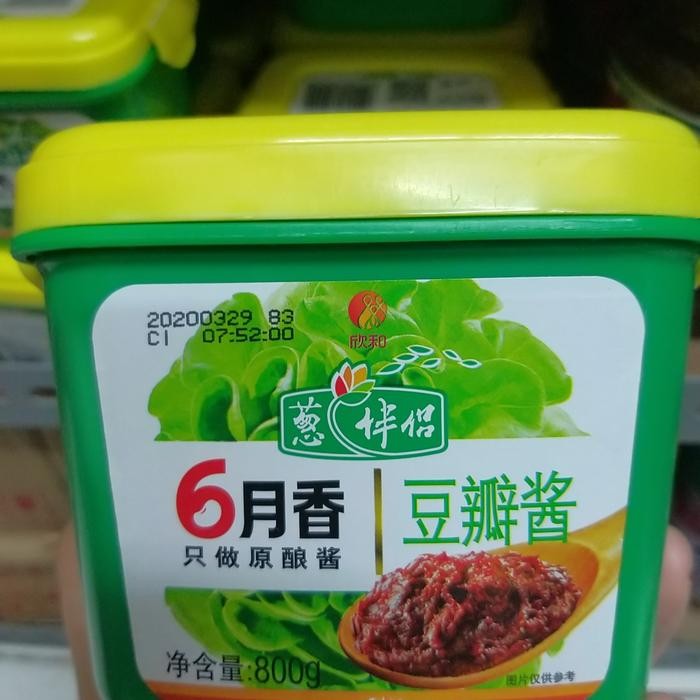 20200329 83
C1 07:52:00
欣和
葱伴侣
6月香
豆瓣酱
只做原酿酱
净含量:800g
图片仅供参考